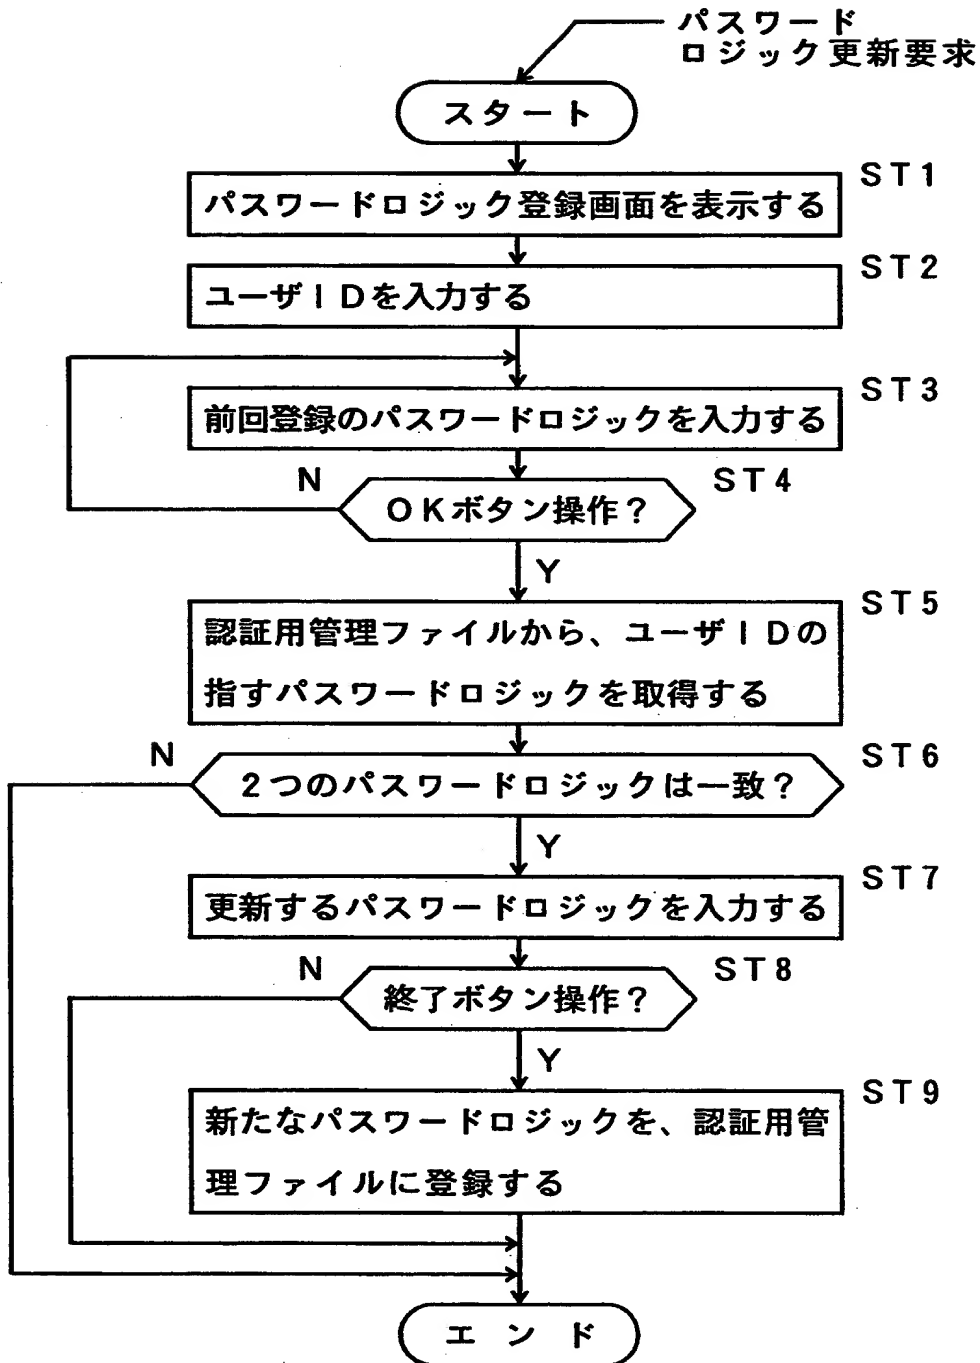 パスワード
ロジック更新要求
スタート
ST1
パスワードロジック登録画面を表示する
ST2
ユーザIDを入力する
ST3
前回登録のパスワードロジックを入力する
N
ST4
OKボタン操作?
Y
ST5
認証用管理ファイルから、ユーザIDの
指すパスワードロジックを取得する
N
ST6
2つのパスワードロジックは一致?
Y
ST7
更新するパスワードロジックを入力する
N
ST8
終了ボタン操作?
Y
ST9
新たなパスワードロジックを、認証用管
理ファイルに登録する
エンド